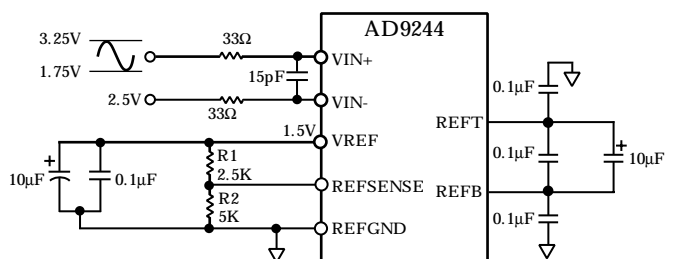 AD9244
3.25V
33Ω
VIN+
1.75V
15pF
0.1µF
2.5V
VIN-
33Ω
REFT
1.5V
VREF
R1
2.5K
0.1µF
10µF
+
+
10µF
0.1µF
REFSENSE
REFB
R2
5K
0.1µF
REFGND